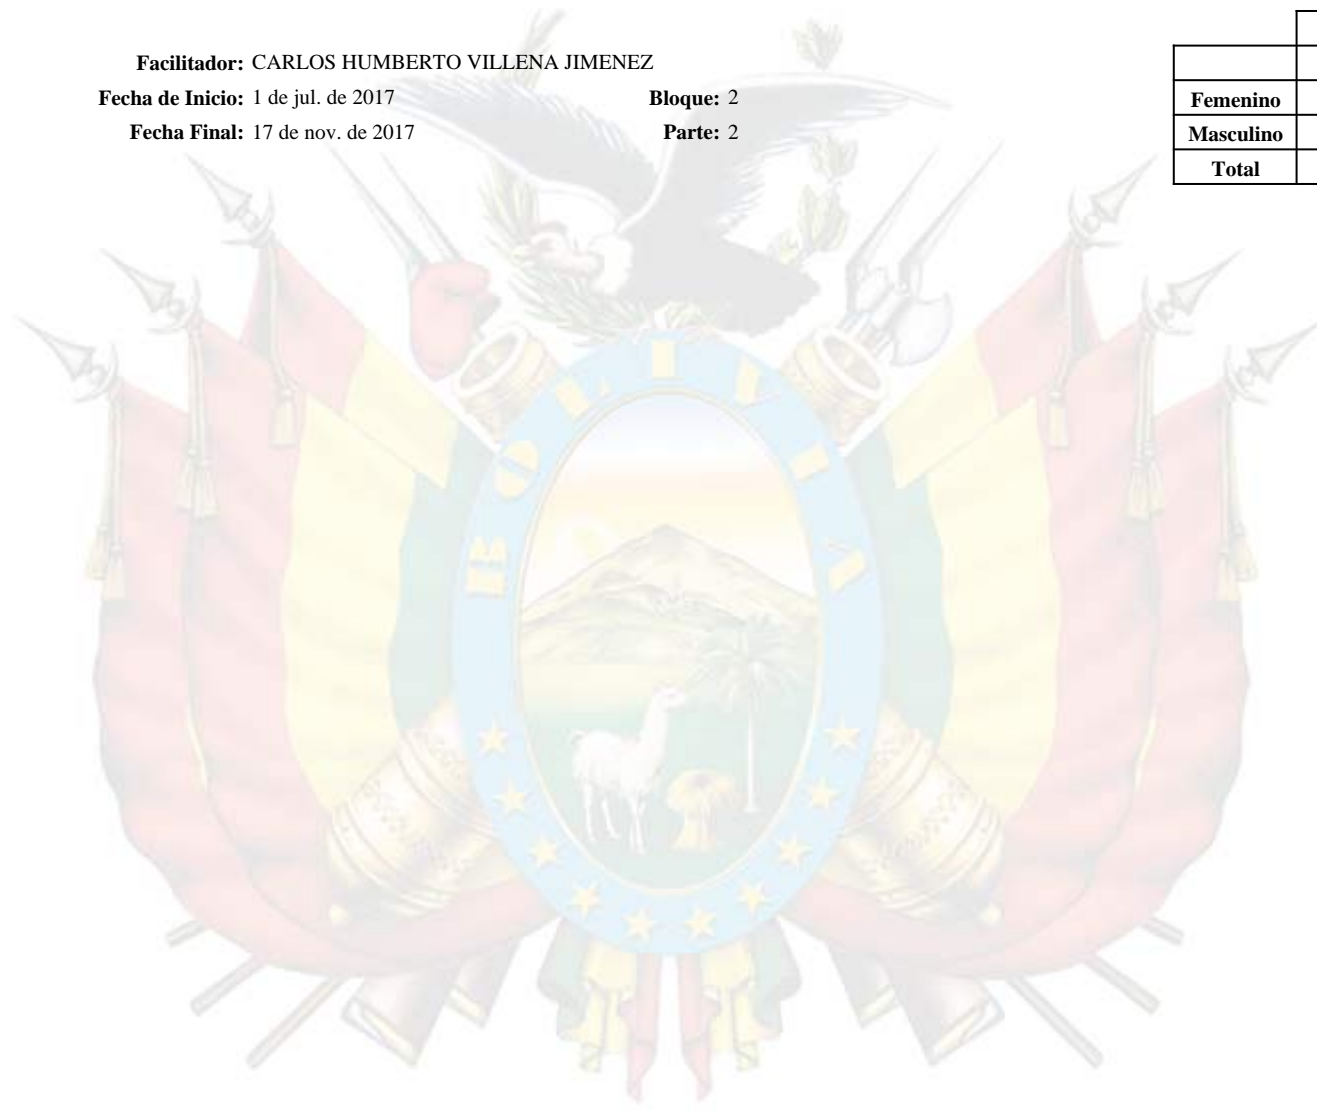 Facilitador: CARLOS HUMBERTO VILLENA JIMENEZ
Fecha de Inicio: 1 de jul. de 2017 Bloque: 2
Fecha Final: 17 de nov. de 2017 Parte: 2
Femenino
Masculino
Total
BOLIVIA